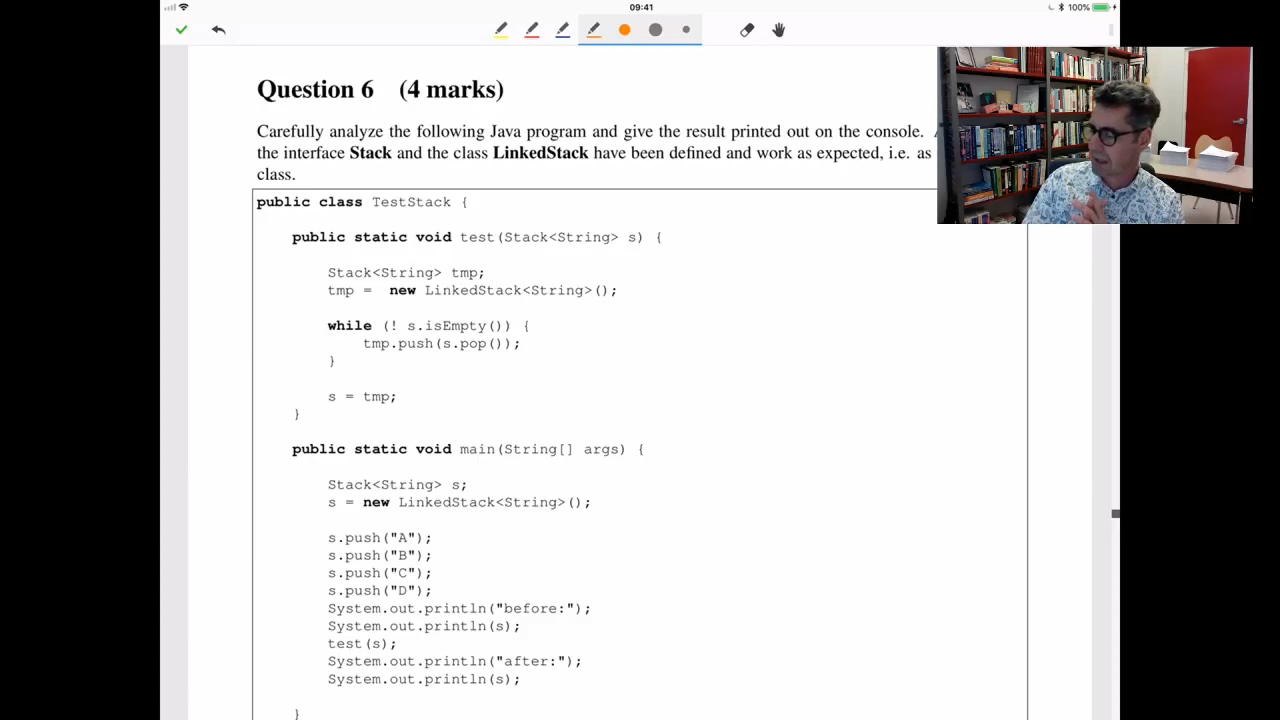 09:41
100%
Question 6 (4 marks)
Carefully analyze the following Java program and give the result printed out on the console.
the interface Stack and the class LinkedStack have been defined and work as expected, i.e. as
class.
public class TestStack {
public static void test(Stack<String> s) {
Stack<String> tmp;
tmp = new LinkedStack<String>();
while (! s.isEmpty()) {
tmp.push(s.pop());
}
s = tmp;
}
public static void main(String[] args) {
Stack<String> s;
s = new LinkedStack<String>();
s.push("A");
s.push("B");
s.push("C");
s.push("D");
System.out.println("before:");
System.out.println(s);
test(s);
System.out.println("after:");
System.out.println(s);
}